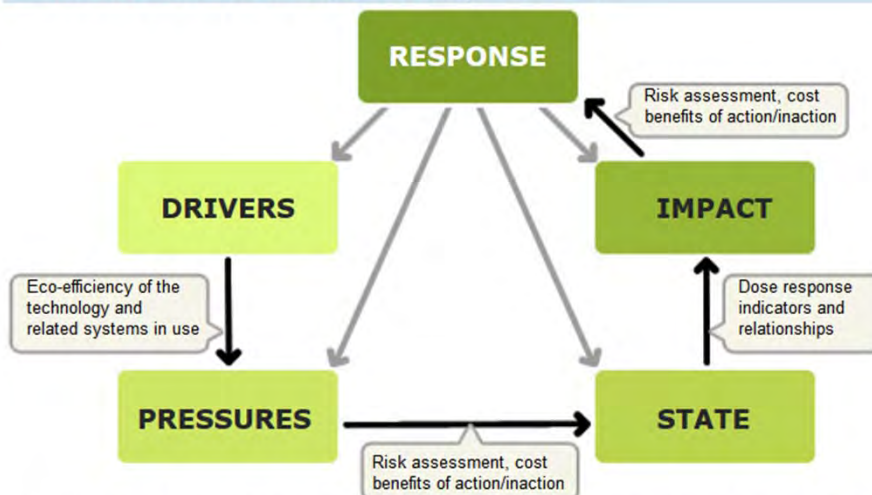 RESPONSE
Risk assessment, cost
benefits of action/inaction
DRIVERS
IMPACT
Eco-efficiency of the
technology and
related systems in use
Dose response
indicators and
relationships
PRESSURES
STATE
Risk assessment, cost
benefits of action/inaction